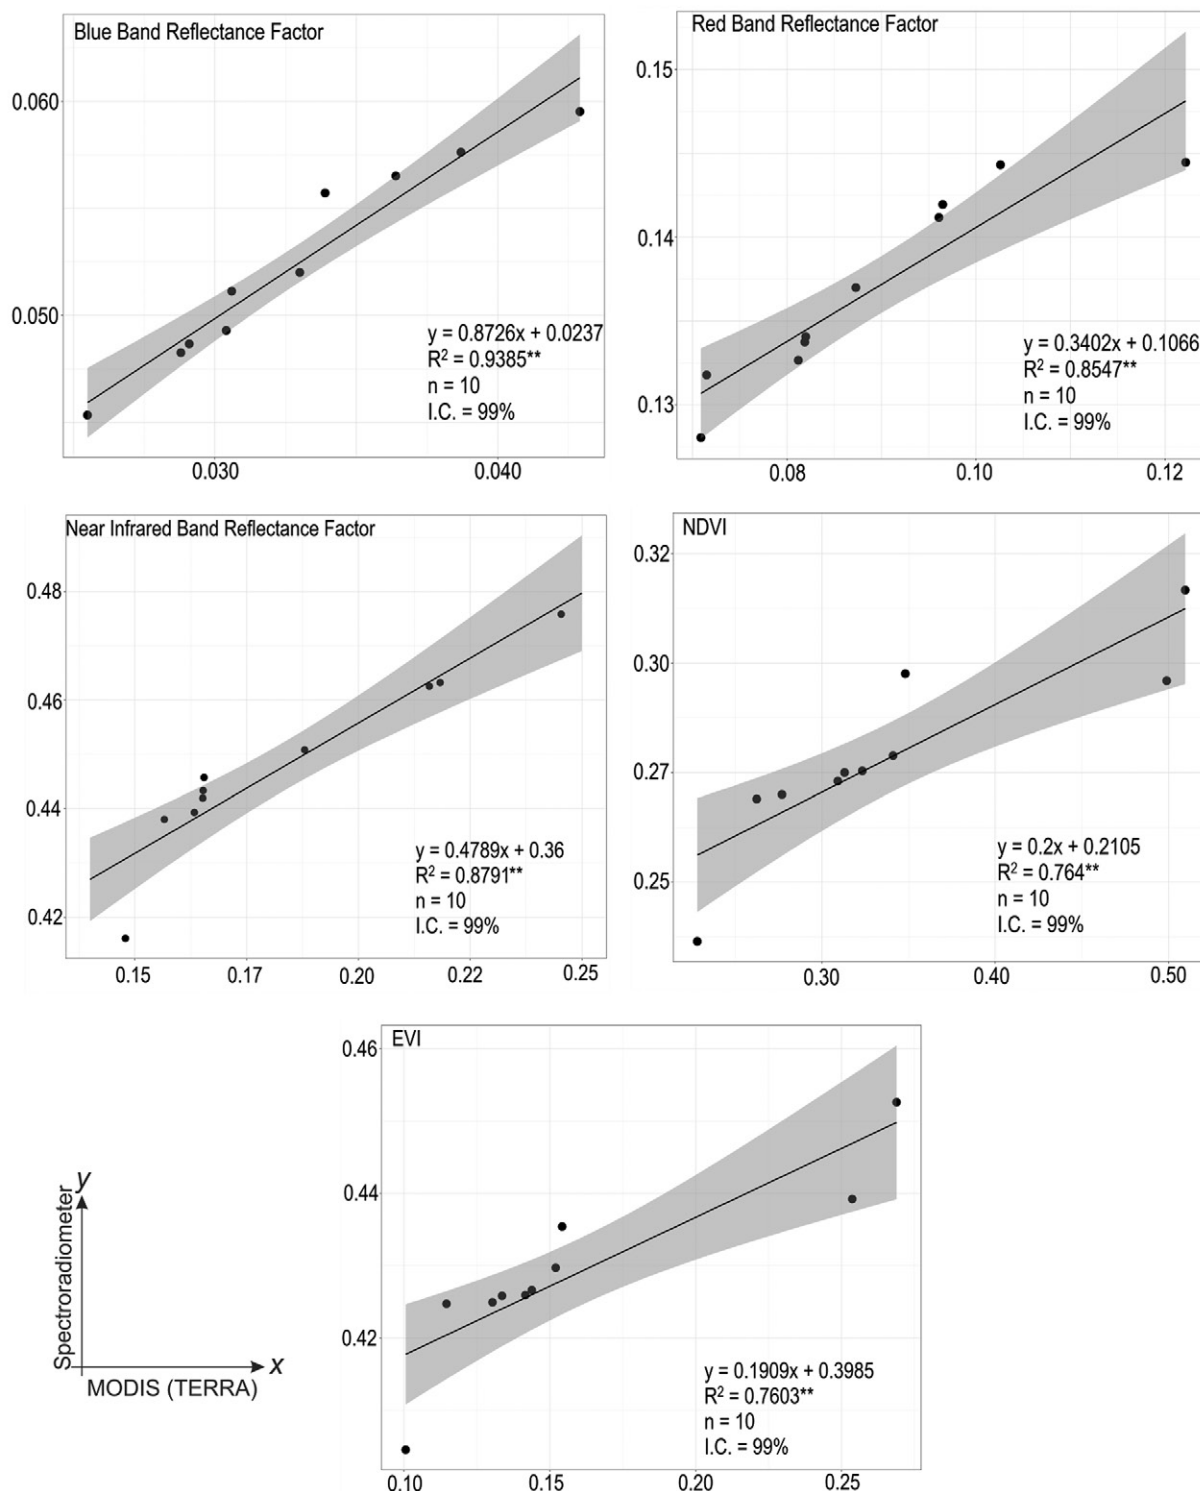 Blue Band Reflectance Factor
0.060
0.050
y = 0.8726x + 0.0237
R² = 0.9385**
n = 10
I.C. = 99%
0.030 0.040
Red Band Reflectance Factor
0.15
0.14
0.13
y = 0.3402x + 0.1066
R² = 0.8547**
n = 10
I.C. = 99%
0.08 0.10 0.12
Near Infrared Band Reflectance Factor
0.48
0.46
0.44
0.42
y = 0.4789x + 0.36
R² = 0.8791**
n = 10
I.C. = 99%
0.15 0.17 0.20 0.22 0.25
NDVI
0.32
0.30
0.27
0.25
y = 0.2x + 0.2105
R² = 0.764**
n = 10
I.C. = 99%
0.30 0.40 0.50
EVI
0.46
0.44
0.42
y = 0.1909x + 0.3985
R² = 0.7603**
n = 10
I.C. = 99%
0.10 0.15 0.20 0.25
y
Spectroradiometer
x
MODIS (TERRA)